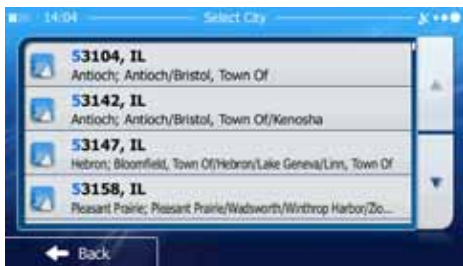 14:04 Select City
53104, IL
Antioch; Antioch/Bristol, Town Of
53142, IL
Antioch; Antioch/Bristol, Town Of/Kenosha
53147, IL
Hebron; Bloomfield, Town Of/Hebron/Lake Geneva/Linn, Town Of
53158, IL
Pleasant Prairie; Pleasant Prairie/Wadsworth/Winthrop Harbor/Zio...
Back